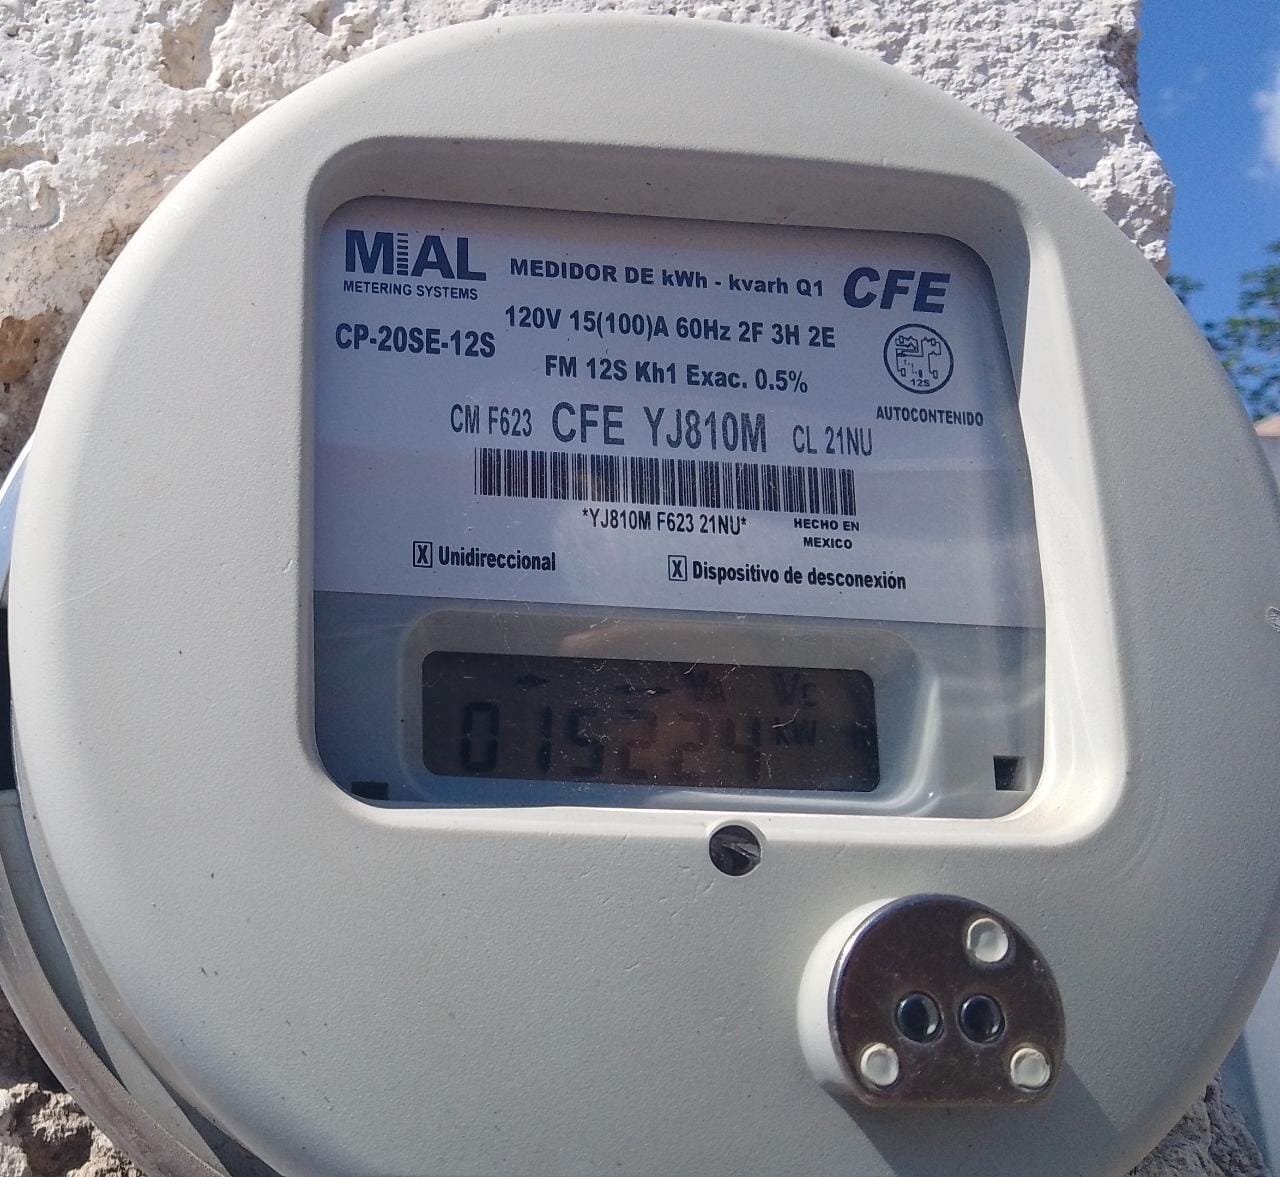 MIAL
METERING SYSTEMS
MEDIDOR DE kWh - kvarh Q1
CFE
120V 15(100)A 60Hz 2F 3H 2E
CP-20SE-12S
FM 12S Kh1 Exac. 0.5%
12S
AUTOCONTENIDO
CM F623 CFE YJ810M CL 21NU
*YJ810M F623 21NU*
HECHO EN
MEXICO
X Unidireccional
X Dispositivo de desconexión
Vc
015224 kW